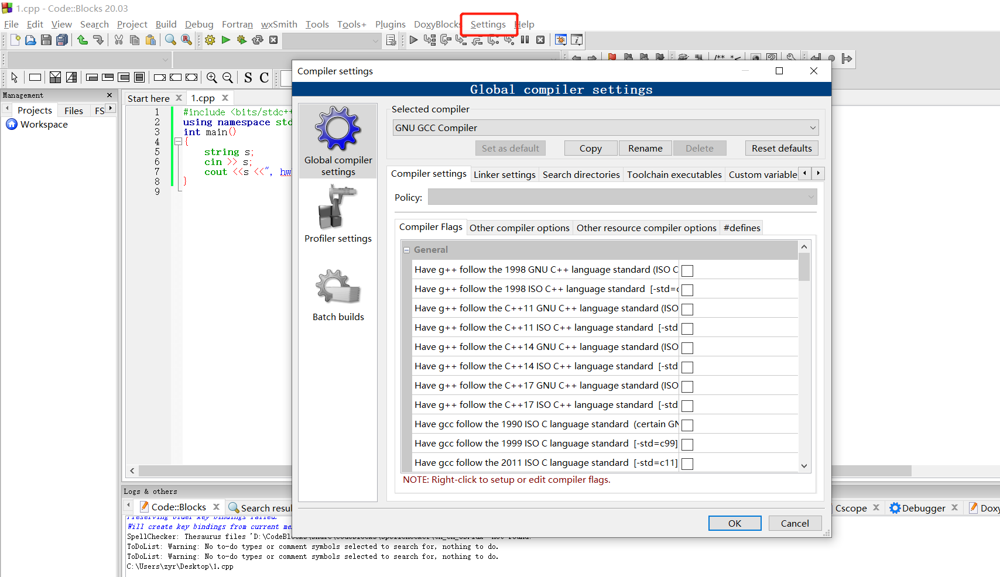 1.cpp - Code::Blocks 20.03
File Edit View Search Project Build Debug Fortran wxSmith Tools Tools+ Plugins DoxyBlocks Settings Help
/** *<
S C
Management
Projects Files FS
Workspace
Start here 1.cpp
1 #include <bits/stdc++
2 using namespace std
3 int main()
4 {
5 string s;
6 cin >> s;
7 cout <<s <<", hw
8 }
9
Compiler settings
Global compiler settings
Global compiler
settings
Profiler settings
Batch builds
Selected compiler
GNU GCC Compiler
Set as default Copy Rename Delete Reset defaults
Compiler settings Linker settings Search directories Toolchain executables Custom variable
Policy:
Compiler Flags Other compiler options Other resource compiler options #defines
General
Have g++ follow the 1998 GNU C++ language standard (ISO C
Have g++ follow the 1998 ISO C++ language standard [-std=c
Have g++ follow the C++11 GNU C++ language standard (ISO
Have g++ follow the C++11 ISO C++ language standard [-std
Have g++ follow the C++14 GNU C++ language standard (ISO
Have g++ follow the C++14 ISO C++ language standard [-std
Have g++ follow the C++17 GNU C++ language standard (ISO
Have g++ follow the C++17 ISO C++ language standard [-std
Have gcc follow the 1990 ISO C language standard (certain GN
Have gcc follow the 1999 ISO C language standard [-std=c99]
Have gcc follow the 2011 ISO C language standard [-std=c11]
NOTE: Right-click to setup or edit compiler flags.
OK Cancel
Logs & others
Code::Blocks Search resul Cscope Debugger Doxy
Preserving older key bindings failed.
Will create key bindings from current me
SpellChecker: Thesaurus files 'D:\CodeBlocks\share\codeblocks\SpellChecker\th_en_US.idx' not found!
ToDoList: Warning: No to-do types or comment symbols selected to search for, nothing to do.
ToDoList: Warning: No to-do types or comment symbols selected to search for, nothing to do.
C:\Users\zyr\Desktop\1.cpp